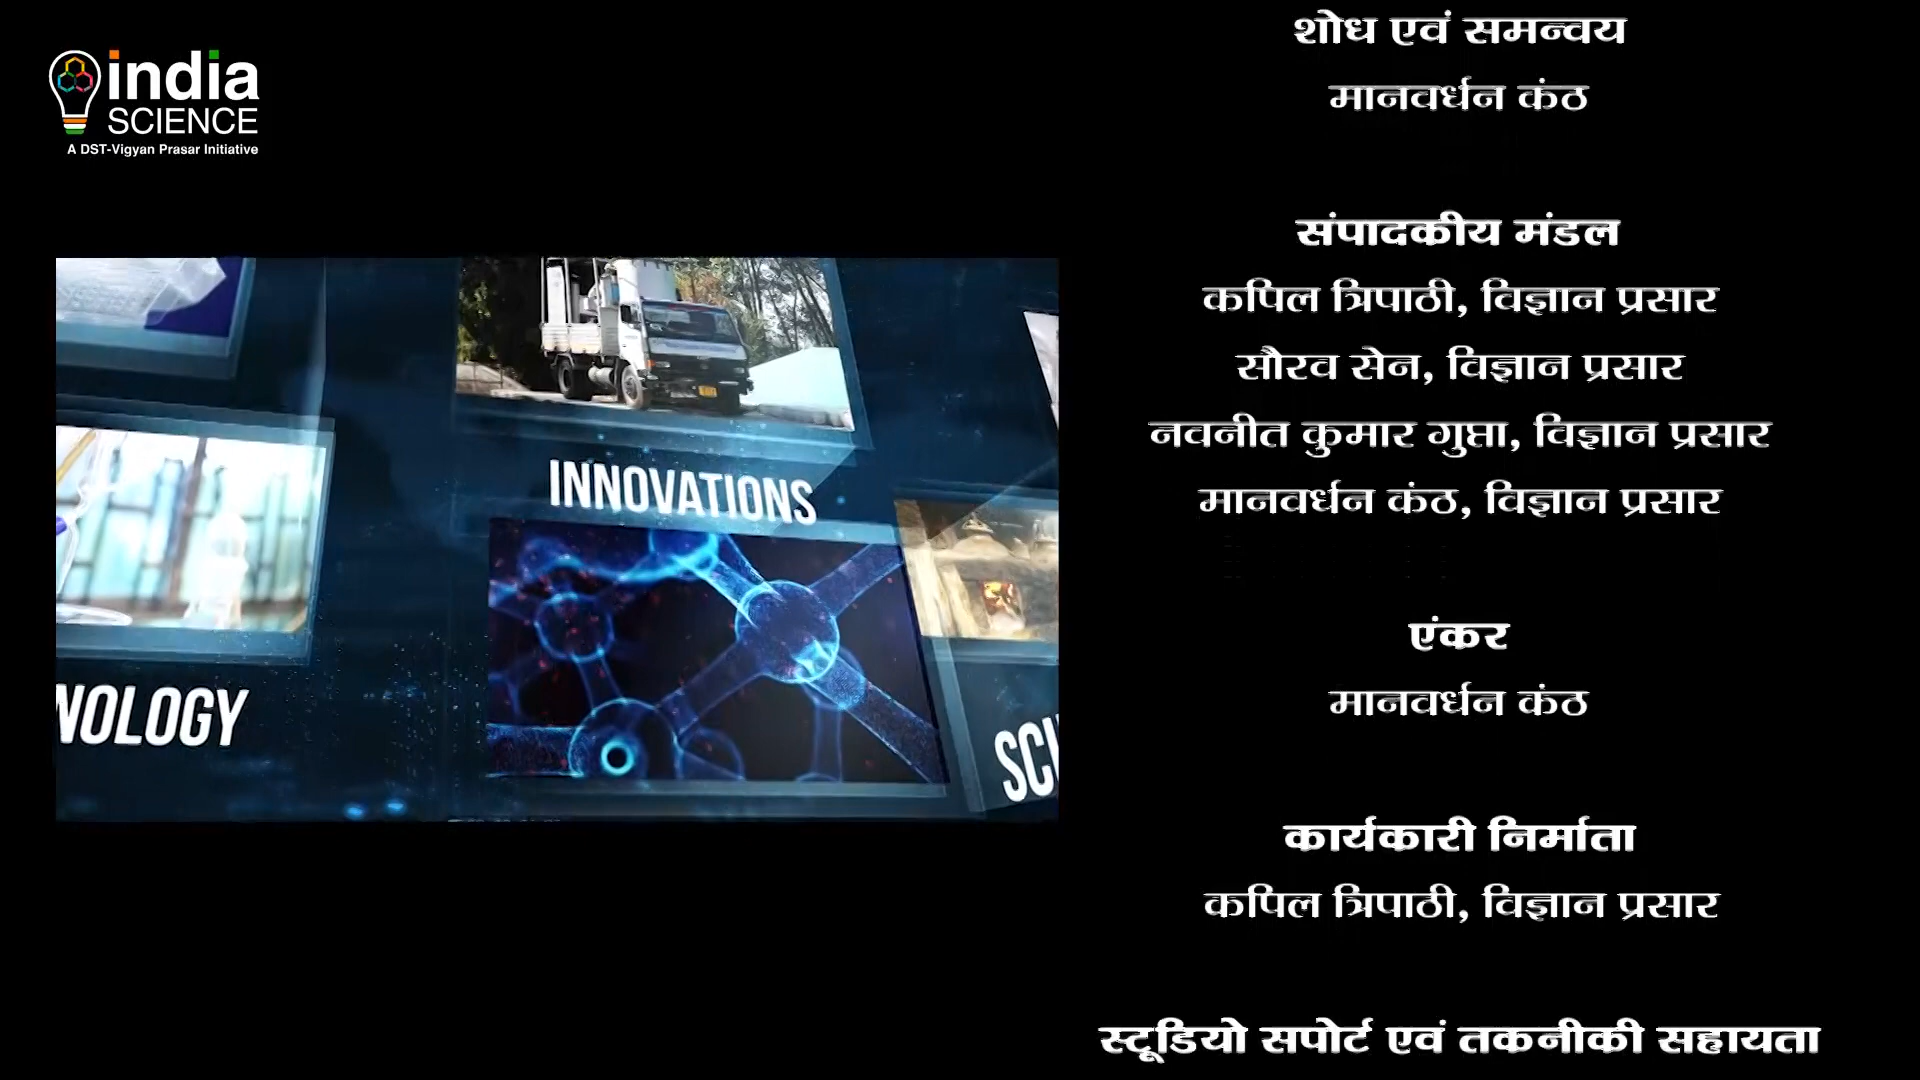 india
SCIENCE
A DST-Vigyan Prasar Initiative
INNOVATIONS
NOLOGY
SCI
शोध एवं समन्वय
मानवर्धन कंठ
संपादकीय मंडल
कपिल त्रिपाठी, विज्ञान प्रसार
सौरव सेन, विज्ञान प्रसार
नवनीत कुमार गुप्ता, विज्ञान प्रसार
मानवर्धन कंठ, विज्ञान प्रसार
एंकर
मानवर्धन कंठ
कार्यकारी निर्माता
कपिल त्रिपाठी, विज्ञान प्रसार
स्टूडियो सपोर्ट एवं तकनीकी सहायता